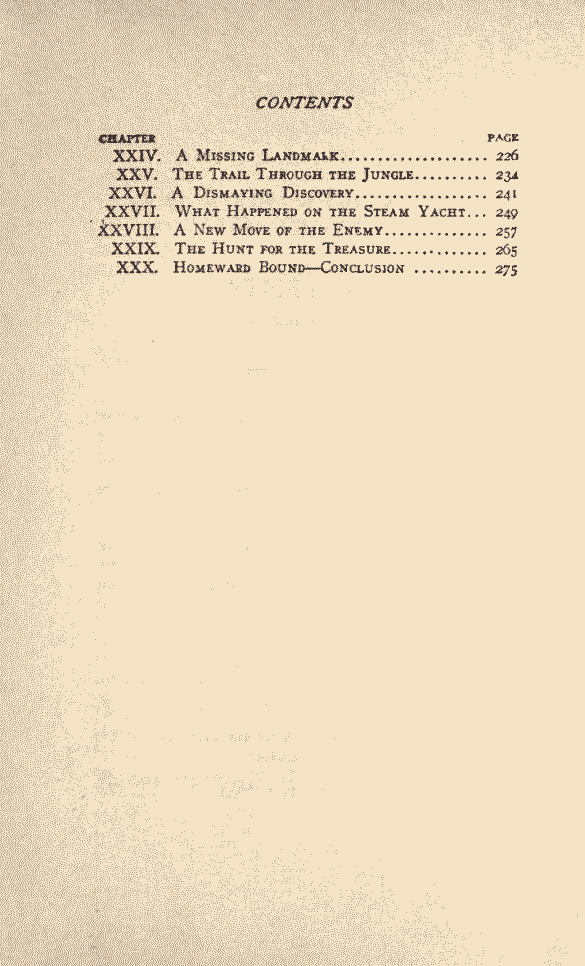 CONTENTS
CHAPTER PAGE
XXIV. A Missing Landmark................... 226
XXV. The Trail Through the Jungle.......... 234
XXVI. A Dismaying Discovery................. 241
XXVII. What Happened on the Steam Yacht... 249
XXVIII. A New Move of the Enemy............. 257
XXIX. The Hunt for the Treasure............ 265
XXX. Homeward Bound—Conclusion .......... 275